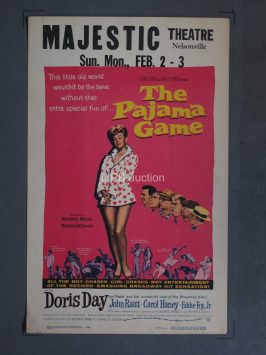 MAJESTIC THEATRE
Nelsonville
Sun. Mon., FEB. 2 - 3
This little old world
wouldn't be the same
without that
extra special fun of...
The
Pajama
Game
auction
WARNER BROS.
WARNERCOLOR
ALL THE BOY-CHASES-GIRL-CHASES-BOY ENTERTAINMENT
OF THE RECORD SMASHING BROADWAY HIT SENSATION!
Doris Day
John Raitt • Carol Haney • Eddie Foy, Jr.